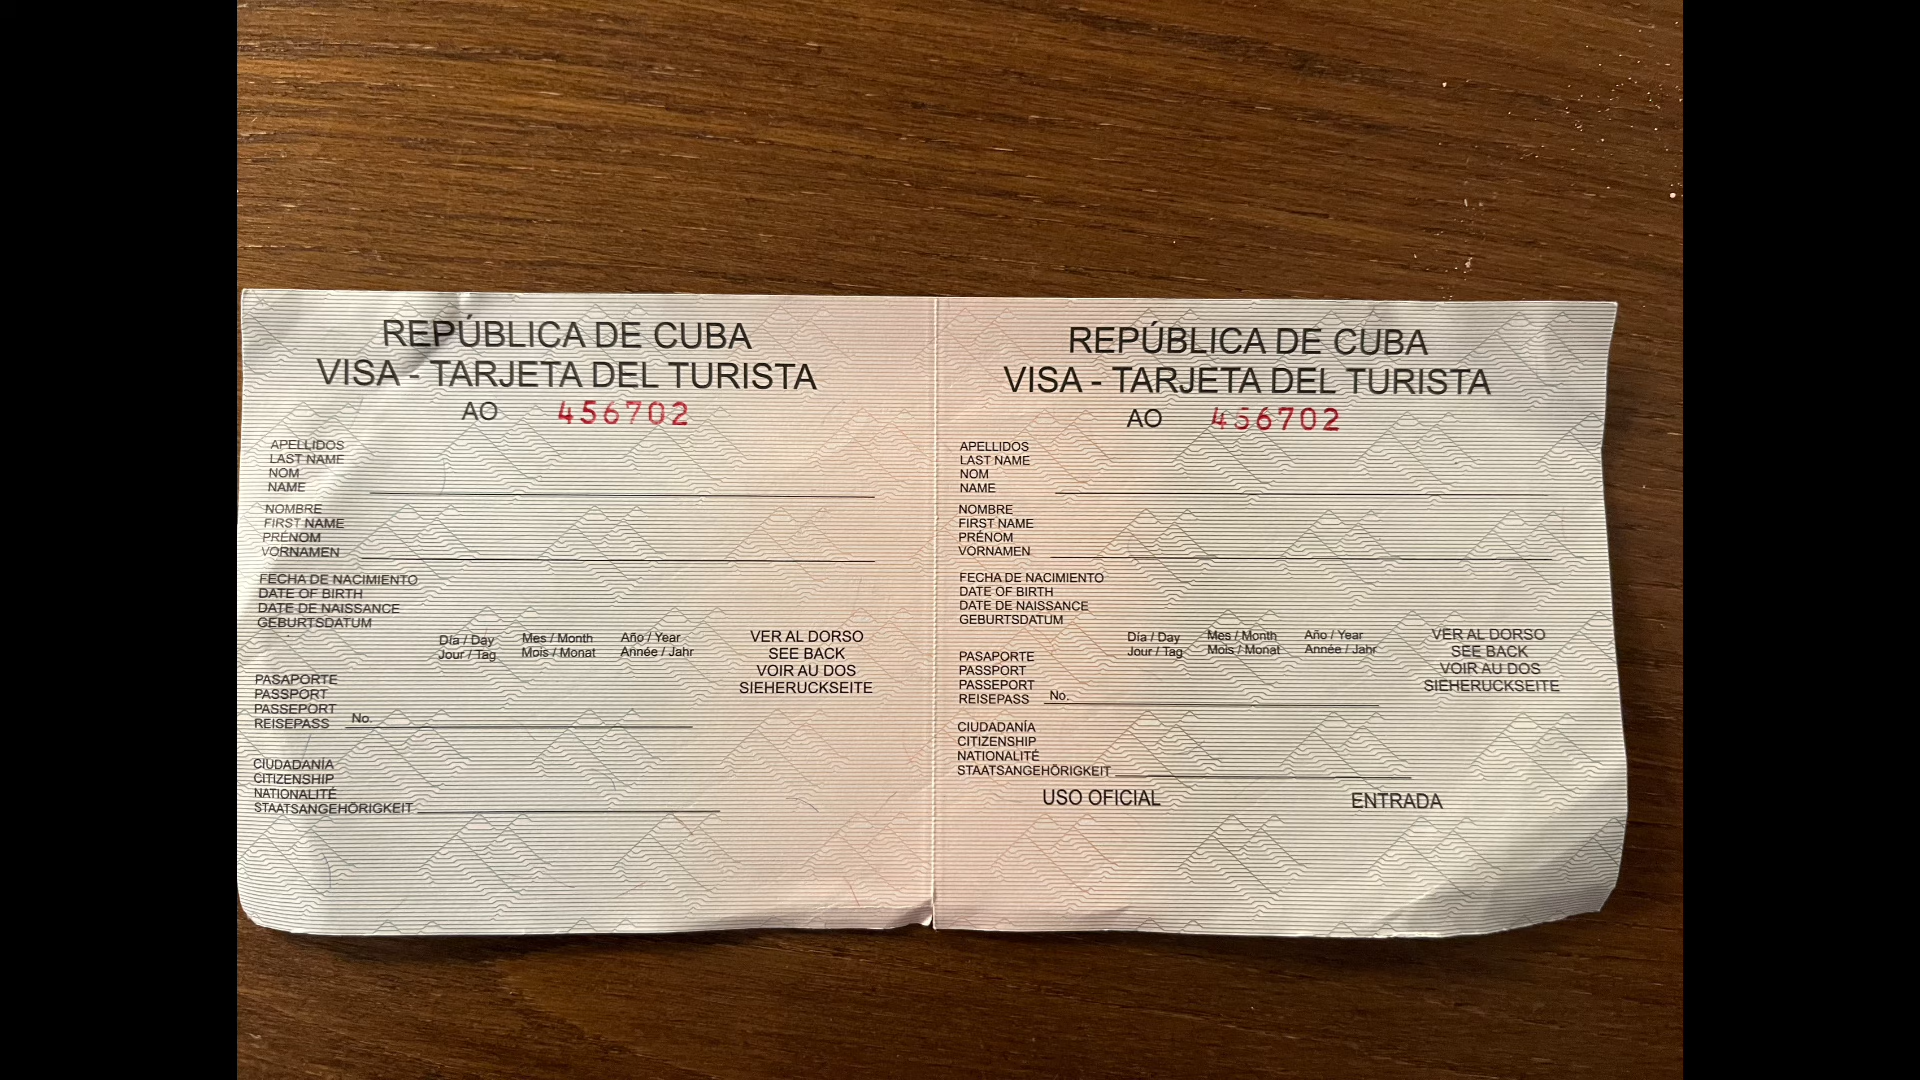 REPÚBLICA DE CUBA
VISA - TARJETA DEL TURISTA
AO 456702
APELLIDOS
LAST NAME
NOM
NAME
NOMBRE
FIRST NAME
PRÉNOM
VORNAMEN
FECHA DE NACIMIENTO
DATE OF BIRTH
DATE DE NAISSANCE
GEBURTSDATUM
Día / Day Mes / Month Año / Year
Jour / Tag Mois / Monat Année / Jahr
VER AL DORSO
SEE BACK
VOIR AU DOS
SIEHERUCKSEITE
PASAPORTE
PASSPORT
PASSEPORT
REISEPASS No.
CIUDADANÍA
CITIZENSHIP
NATIONALITÉ
STAATSANGEHÖRIGKEIT
REPÚBLICA DE CUBA
VISA - TARJETA DEL TURISTA
AO 456702
APELLIDOS
LAST NAME
NOM
NAME
NOMBRE
FIRST NAME
PRÉNOM
VORNAMEN
FECHA DE NACIMIENTO
DATE OF BIRTH
DATE DE NAISSANCE
GEBURTSDATUM
Día / Day Mes / Month Año / Year
Jour / Tag Mois / Monat Année / Jahr
VER AL DORSO
SEE BACK
VOIR AU DOS
SIEHERUCKSEITE
PASAPORTE
PASSPORT
PASSEPORT
REISEPASS No.
CIUDADANÍA
CITIZENSHIP
NATIONALITÉ
STAATSANGEHÖRIGKEIT
USO OFICIAL ENTRADA